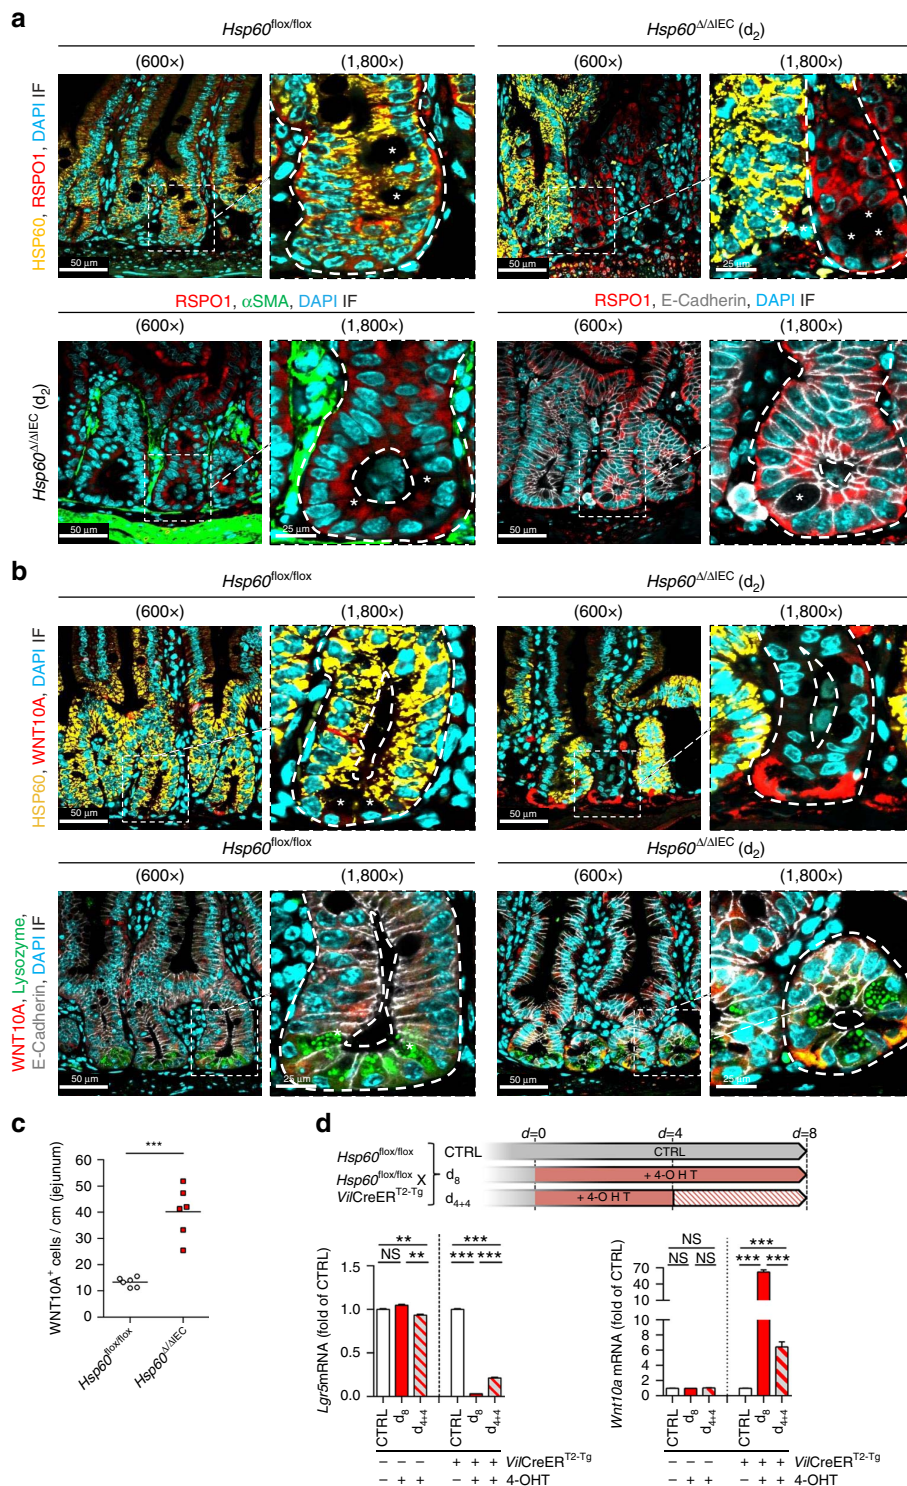 a
Hsp60flox/flox
Hsp60Δ/ΔIEC (d2)
(600×)
(1,800×)
(600×)
(1,800×)
HSP60, RSPO1, DAPI IF
50 µm
25 µm
50 µm
25 µm
RSPO1, αSMA, DAPI IF
RSPO1, E-Cadherin, DAPI IF
(600×)
(1,800×)
(600×)
(1,800×)
Hsp60Δ/ΔIEC (d2)
50 µm
25 µm
50 µm
25 µm
b
Hsp60flox/flox
Hsp60Δ/ΔIEC (d2)
(600×)
(1,800×)
(600×)
(1,800×)
HSP60, WNT10A, DAPI IF
50 µm
25 µm
50 µm
25 µm
Hsp60flox/flox
Hsp60Δ/ΔIEC (d2)
(600×)
(1,800×)
(600×)
(1,800×)
WNT10A, Lysozyme,
E-Cadherin, DAPI IF
50 µm
25 µm
50 µm
25 µm
c
WNT10A+ cells / cm (jejunum)
60
50
40
30
20
10
0
***
Hsp60flox/flox
Hsp60Δ/ΔIEC
d
d=0
d=4
d=8
Hsp60flox/flox
CTRL
CTRL
Hsp60flox/flox X
VilCreERT2-Tg
d8
+ 4-O H T
d4+4
+ 4-O H T
Lgr5mRNA (fold of CTRL)
1.5
1.0
0.5
0.0
**
NS
**
***
***
***
CTRL
d8
d4+4
CTRL
d8
d4+4
– – – + + + VilCreERT2-Tg
– + + – + + 4-OHT
Wnt10a mRNA (fold of CTRL)
70
50
30
10
8
6
4
2
0
NS
NS
NS
***
***
***
CTRL
d8
d4+4
CTRL
d8
d4+4
– – – + + + VilCreERT2-Tg
– + + – + + 4-OHT